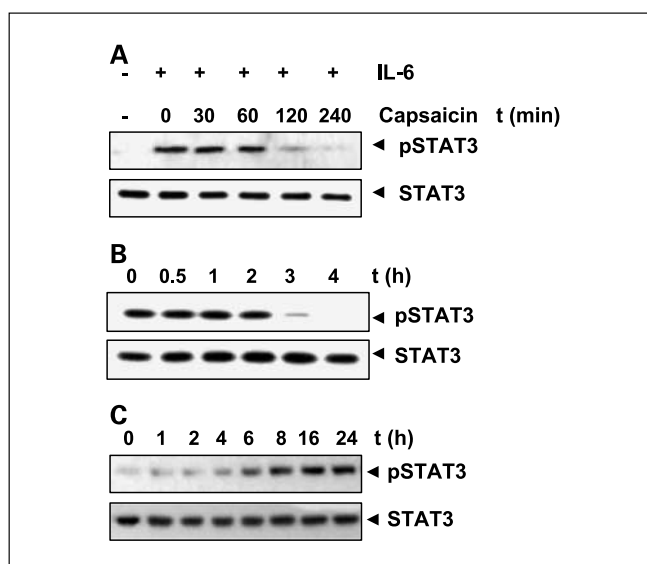 A
- + + + + + IL-6
- 0 30 60 120 240 Capsaicin t (min)
pSTAT3
STAT3
B
0 0.5 1 2 3 4 t (h)
pSTAT3
STAT3
C
0 1 2 4 6 8 16 24 t (h)
pSTAT3
STAT3